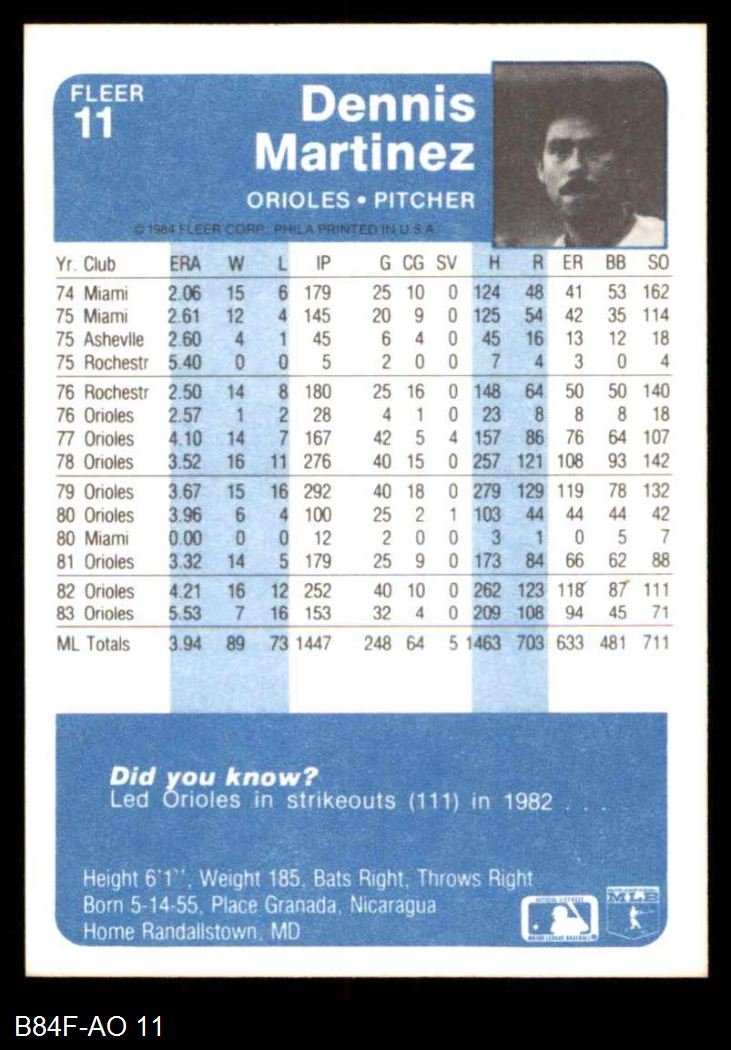 FLEER
11
Dennis
Martinez
ORIOLES • PITCHER
© 1984 FLEER CORP., PHILA PRINTED IN U.S.A.
Yr. Club ERA W L IP G CG SV H R ER BB SO
74 Miami 2.06 15 6 179 25 10 0 124 48 41 53 162
75 Miami 2.61 12 4 145 20 9 0 125 54 42 35 114
75 Ashevlle 2.60 4 1 45 6 4 0 45 16 13 12 18
75 Rochestr 5.40 0 0 5 2 0 0 7 4 3 0 4
76 Rochestr 2.50 14 8 180 25 16 0 148 64 50 50 140
76 Orioles 2.57 1 2 28 4 1 0 23 8 8 8 18
77 Orioles 4.10 14 7 167 42 5 4 157 86 76 64 107
78 Orioles 3.52 16 11 276 40 15 0 257 121 108 93 142
79 Orioles 3.67 15 16 292 40 18 0 279 129 119 78 132
80 Orioles 3.96 6 4 100 25 2 1 103 44 44 44 42
80 Miami 0.00 0 0 12 2 0 0 3 1 0 5 7
81 Orioles 3.32 14 5 179 25 9 0 173 84 66 62 88
82 Orioles 4.21 16 12 252 40 10 0 262 123 118 87 111
83 Orioles 5.53 7 16 153 32 4 0 209 108 94 45 71
ML Totals 3.94 89 73 1447 248 64 5 1463 703 633 481 711
Did you know?
Led Orioles in strikeouts (111) in 1982 . . .
Height 6'1'', Weight 185, Bats Right, Throws Right
Born 5-14-55, Place Granada, Nicaragua
Home Randallstown, MD
MAJOR LEAGUE BASEBALL
MLB
B84F-AO 11